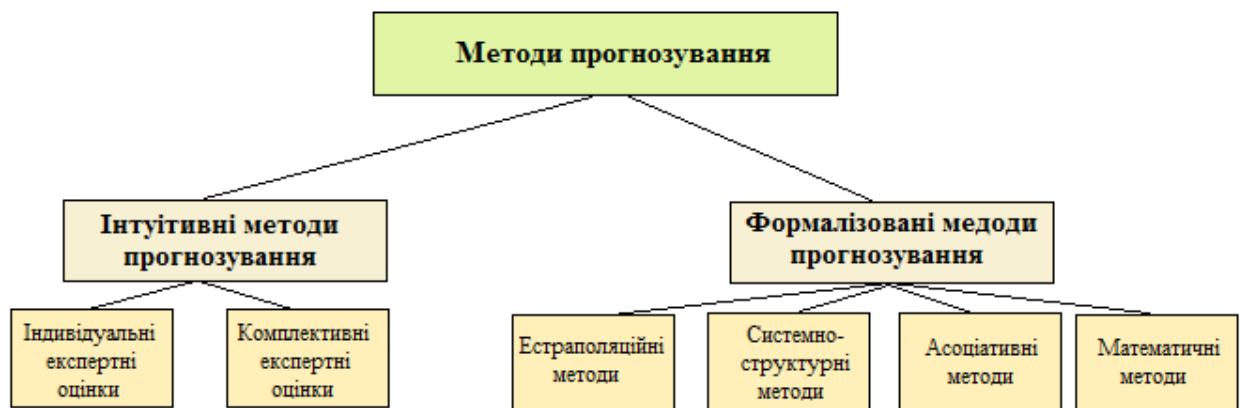 Методи прогнозування
Інтуітивні методи
прогнозування
Формалізовані медоди
прогнозування
Індивідуальні
експертні
оцінки
Комплективні
експертні
оцінки
Естраполяційні
методи
Системно-
структурні
методи
Асоціативні
методи
Математичні
методи